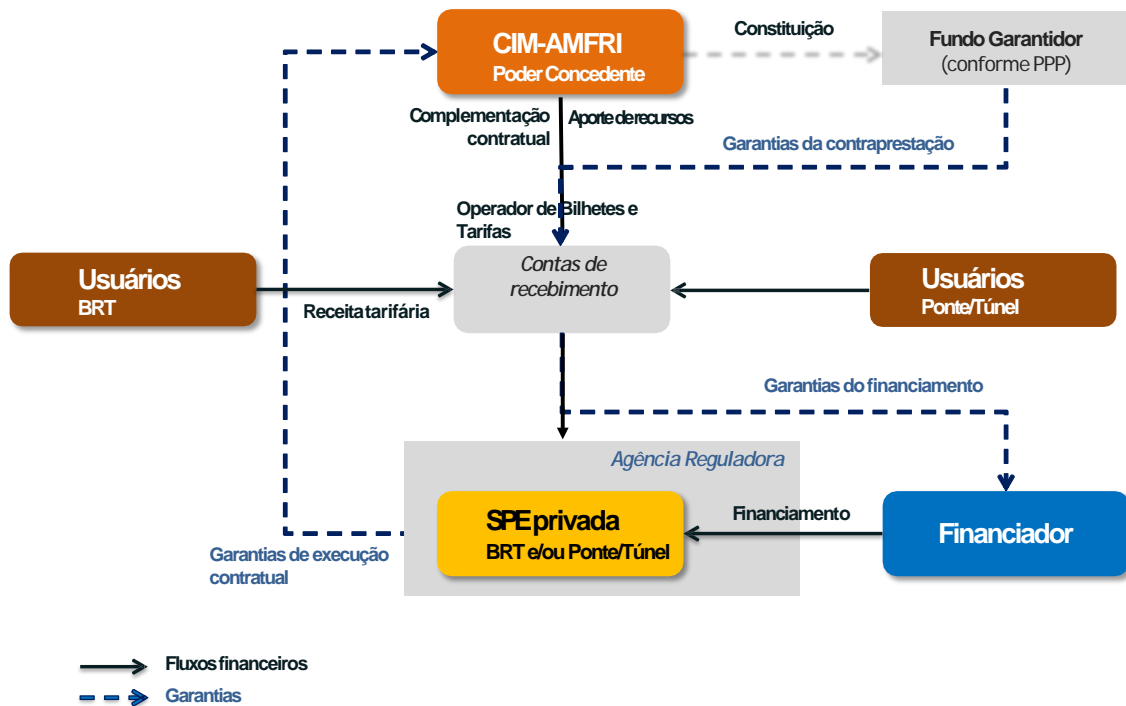 CIM-AMFRI
Poder Concedente
Constituição
Fundo Garantidor
(conforme PPP)
Complementação
contratual
Aporte de recursos
Garantias da contraprestação
Operador de Bilhetes e
Tarifas
Usuários
BRT
Receita tarifária
Contas de
recebimento
Usuários
Ponte/Túnel
Garantias do financiamento
Agência Reguladora
SPE privada
BRT e/ou Ponte/Túnel
Financiamento
Financiador
Garantias de execução
contratual
Fluxos financeiros
Garantias